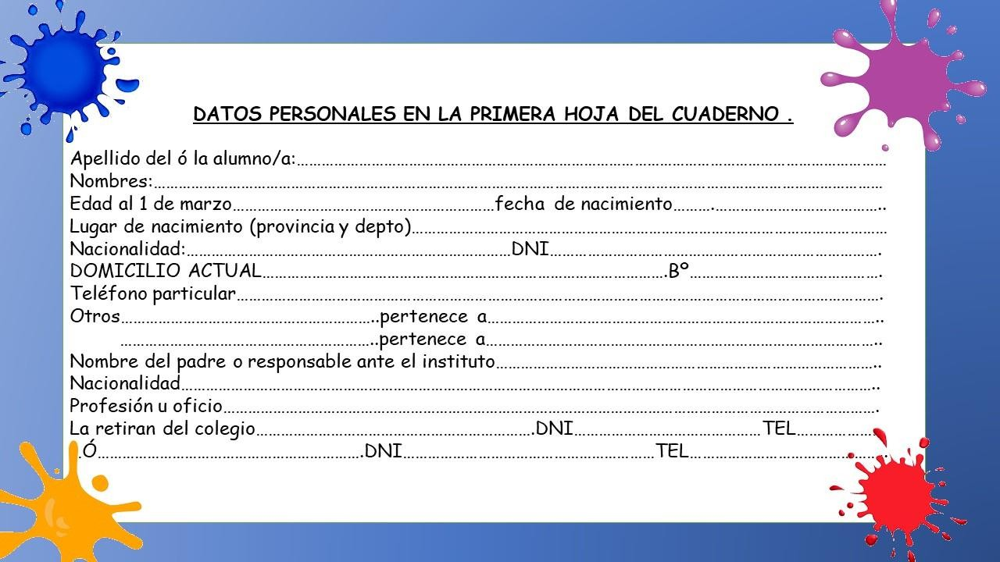 DATOS PERSONALES EN LA PRIMERA HOJA DEL CUADERNO .
Apellido del ó la alumno/a:……………………………………………………………………………………………………………………………
Nombres:…………………………………………………………………………………………………………………………………………………………
Edad al 1 de marzo………………………………………………………fecha de nacimiento……….…………………………………..
Lugar de nacimiento (provincia y depto)……………………………………………………………………………………………………
Nacionalidad:……………………………………………………………………DNI…………………………………………………………………….
DOMICILIO ACTUAL…………………………………………………………………………………….Bº……………………………………….
Teléfono particular……………………………………………………………………………………………………………………………………….
Otros……………………………………………………..pertenece a…………………………………………………………………………………..
……………………………………………………..pertenece a…………………………………………………………………………………..
Nombre del padre o responsable ante el instituto………………………………………………………………………………..
Nacionalidad…………………………………………………………………………………………………………………………………………………..
Profesión u oficio………………………………………………………………………………………………………………………………………….
La retiran del colegio………………………………………………………….DNI………………………………………TEL…………………
.Ó……………………………………………………….DNI……………………………………………………TEL…………………………………………